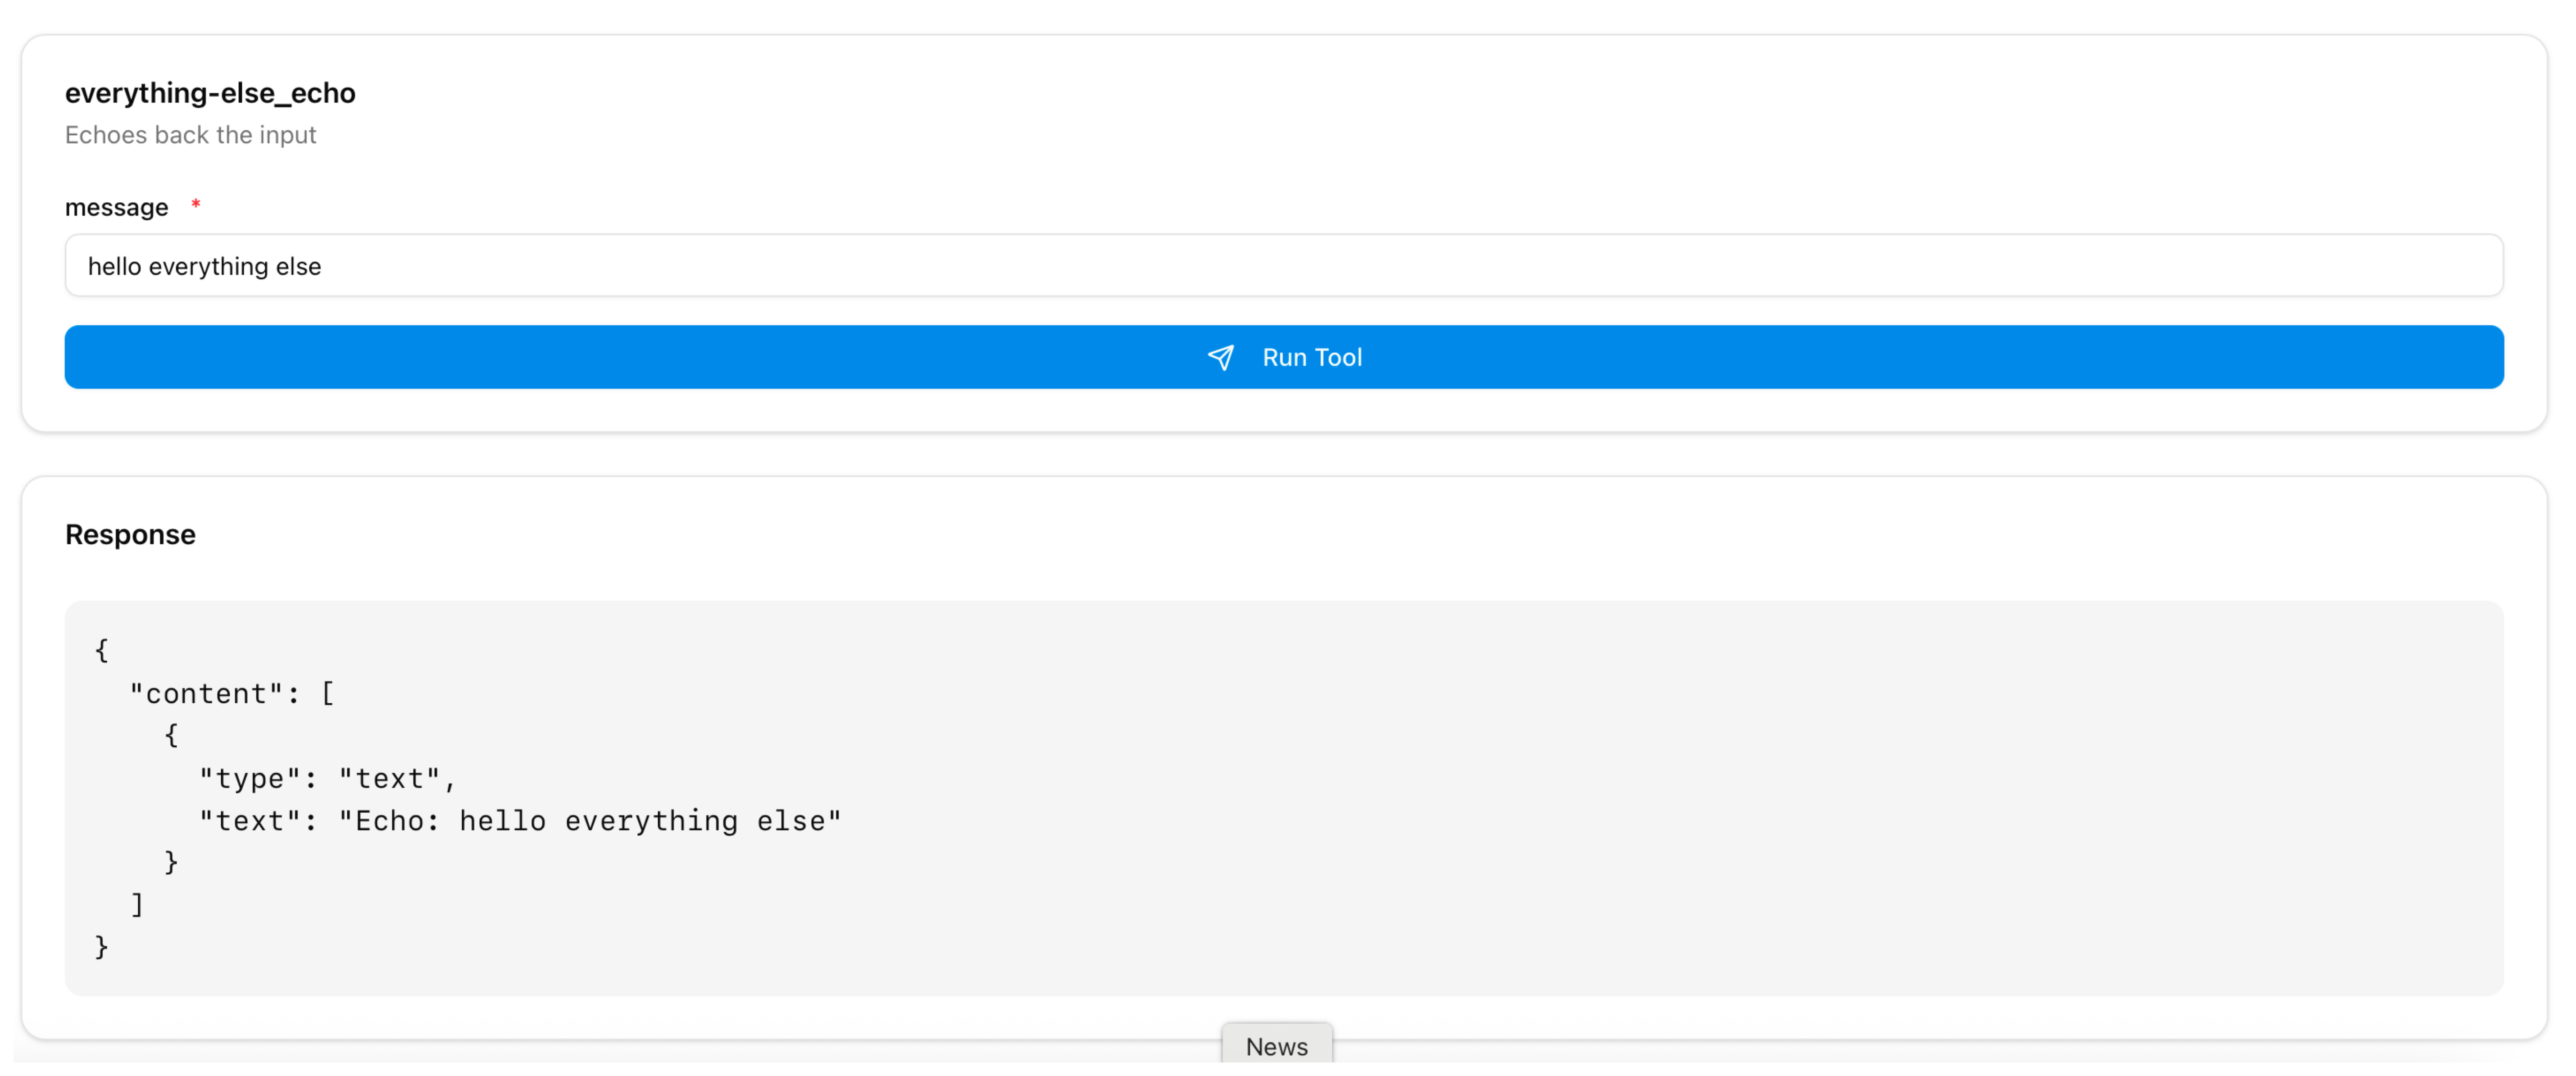 everything-else_echo
Echoes back the input
message *
hello everything else
Run Tool
Response
{
  "content": [
    {
      "type": "text",
      "text": "Echo: hello everything else"
    }
  ]
}
News